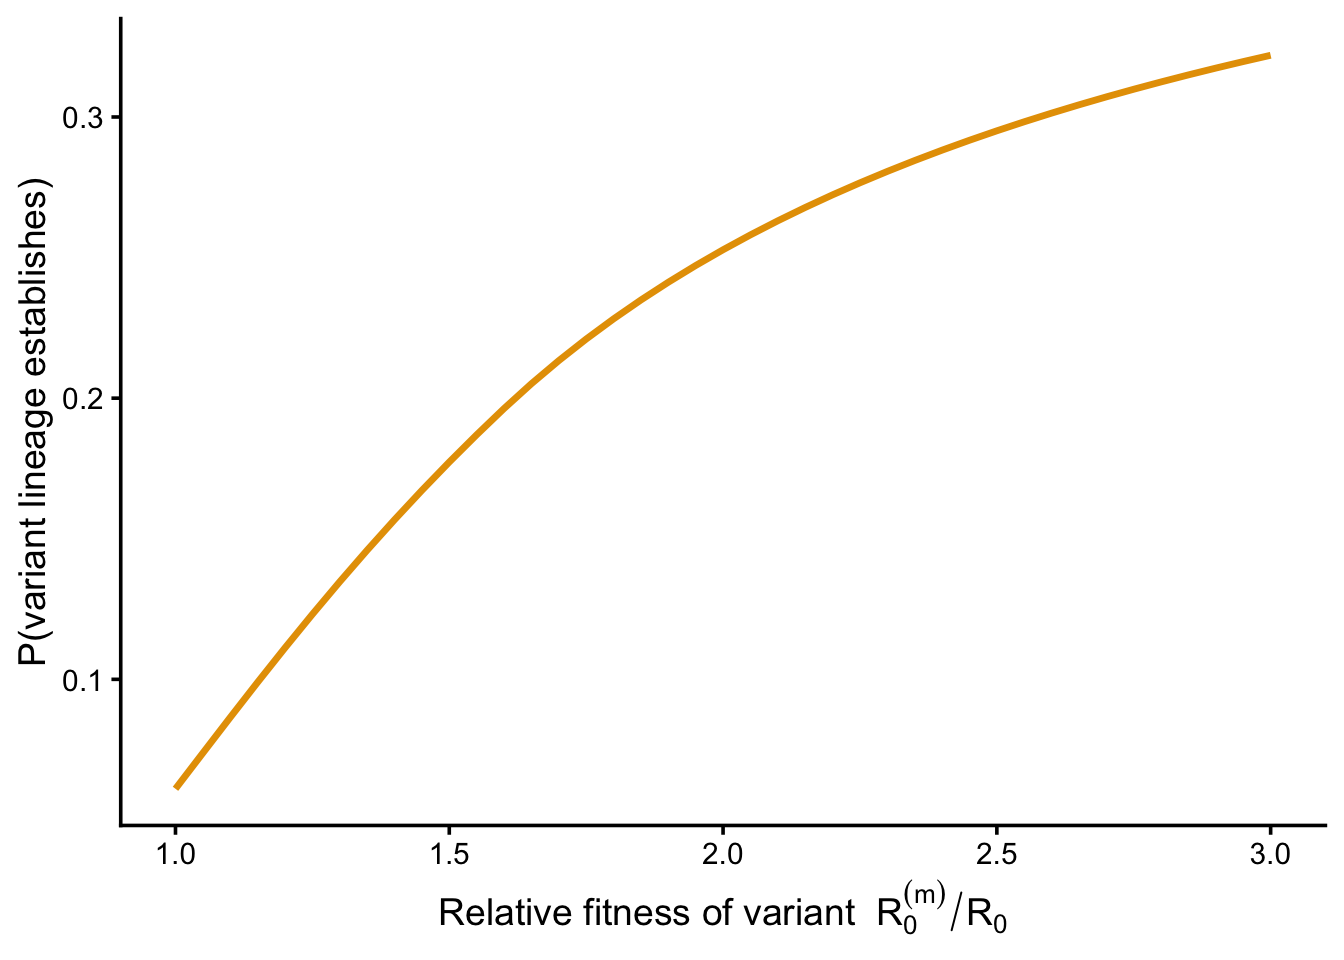 P(variant lineage establishes)
0.3
0.2
0.1
1.0 1.5 2.0 2.5 3.0
Relative fitness of variant R₀⁽ᵐ⁾/R₀